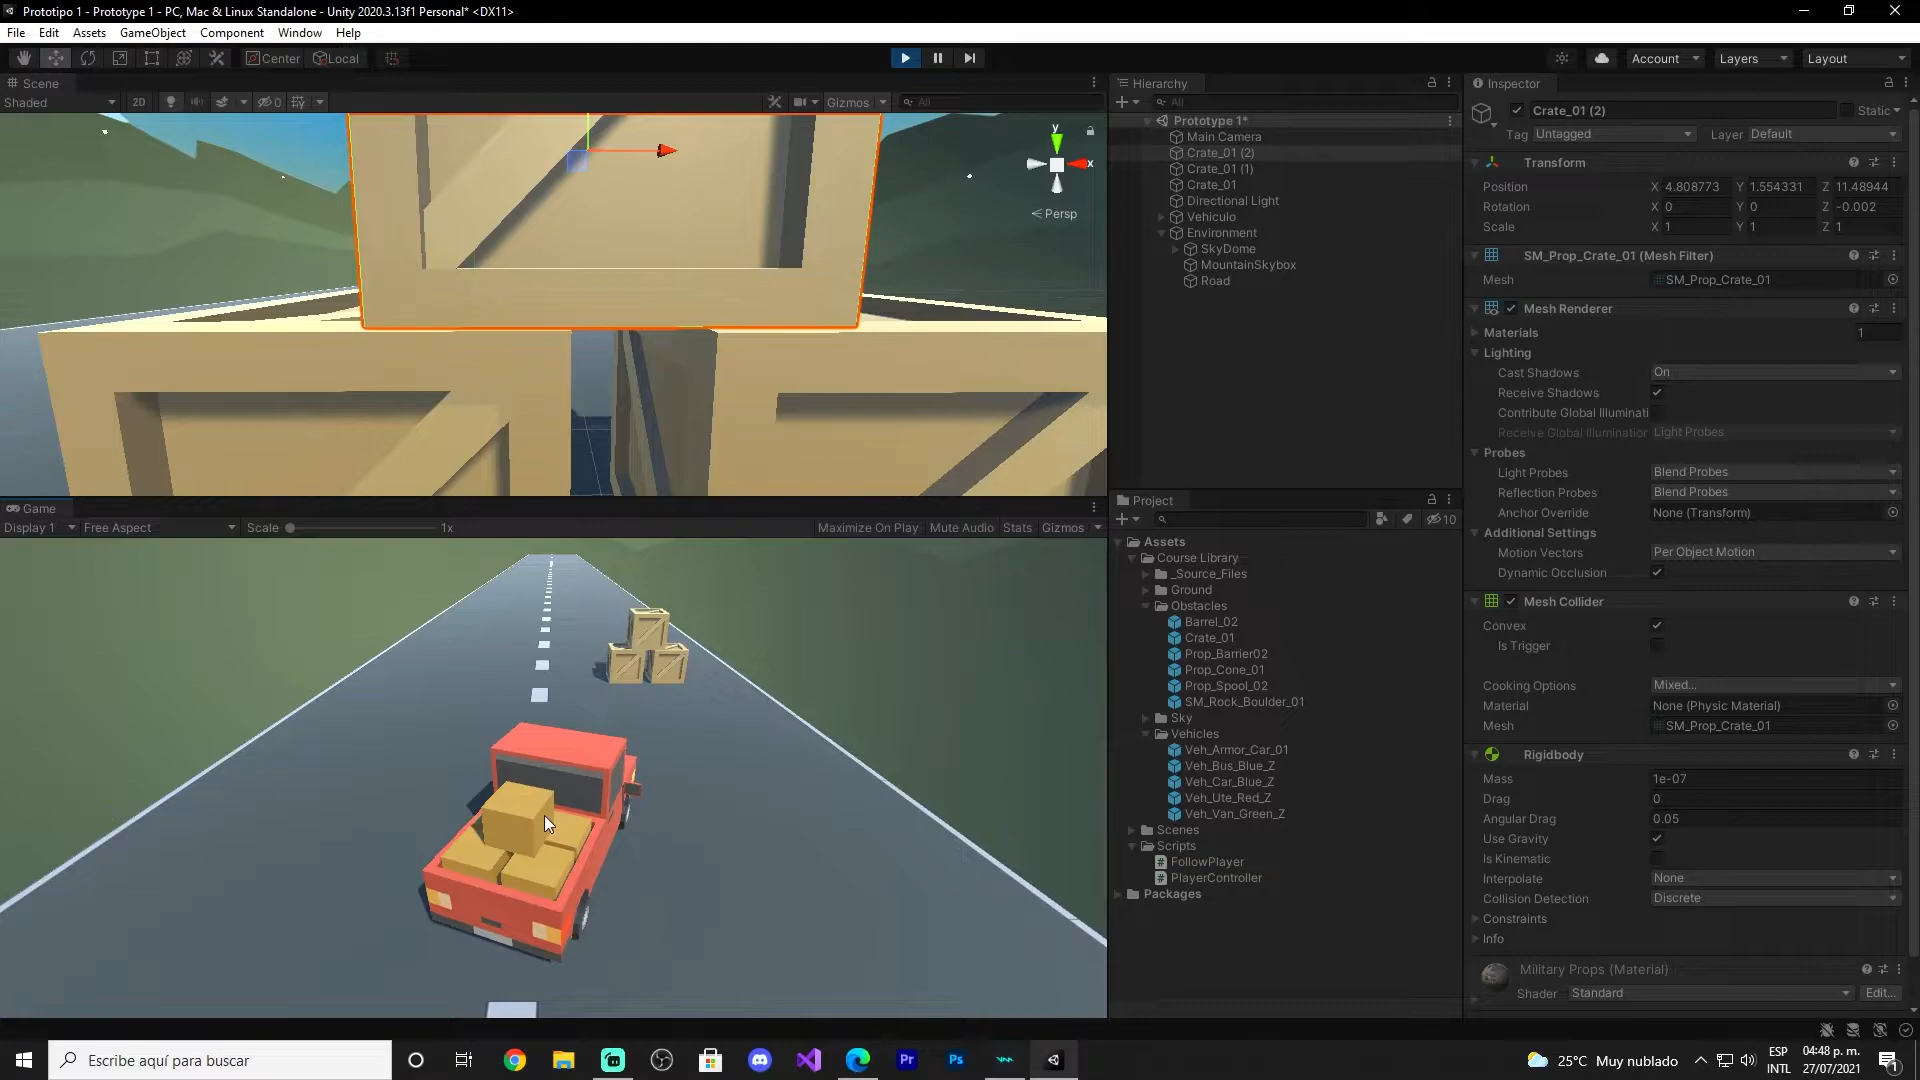 Prototipo 1 - Prototype 1 - PC, Mac & Linux Standalone - Unity 2020.3.13f1 Personal* <DX11>
File Edit Assets GameObject Component Window Help
Center Local Account Layers Layout
Scene
Shaded 2D 0 Gizmos All
y
x
Persp
Game
Display 1 Free Aspect Scale 1x Maximize On Play Mute Audio Stats Gizmos
Hierarchy
All
Prototype 1*
Main Camera
Crate_01 (2)
Crate_01 (1)
Crate_01
Directional Light
Vehiculo
Environment
SkyDome
MountainSkybox
Road
Project
10
Assets
Course Library
_Source_Files
Ground
Obstacles
Barrel_02
Crate_01
Prop_Barrier02
Prop_Cone_01
Prop_Spool_02
SM_Rock_Boulder_01
Sky
Vehicles
Veh_Armor_Car_01
Veh_Bus_Blue_Z
Veh_Car_Blue_Z
Veh_Ute_Red_Z
Veh_Van_Green_Z
Scenes
Scripts
FollowPlayer
PlayerController
Packages
Inspector
Crate_01 (2) Static
Tag Untagged Layer Default
Transform
Position X 4.808773 Y 1.554331 Z 11.48944
Rotation X 0 Y 0 Z -0.002
Scale X 1 Y 1 Z 1
SM_Prop_Crate_01 (Mesh Filter)
Mesh SM_Prop_Crate_01
Mesh Renderer
Materials 1
Lighting
Cast Shadows On
Receive Shadows
Contribute Global Illuminati
Receive Global Illumination Light Probes
Probes
Light Probes Blend Probes
Reflection Probes Blend Probes
Anchor Override None (Transform)
Additional Settings
Motion Vectors Per Object Motion
Dynamic Occlusion
Mesh Collider
Convex
Is Trigger
Cooking Options Mixed...
Material None (Physic Material)
Mesh SM_Prop_Crate_01
Rigidbody
Mass 1e-07
Drag 0
Angular Drag 0.05
Use Gravity
Is Kinematic
Interpolate None
Collision Detection Discrete
Constraints
Info
Military Props (Material)
Shader Standard Edit...
Escribe aquí para buscar
Pr
Ps
25°C Muy nublado
ESP
INTL
04:48 p. m.
27/07/2021
1